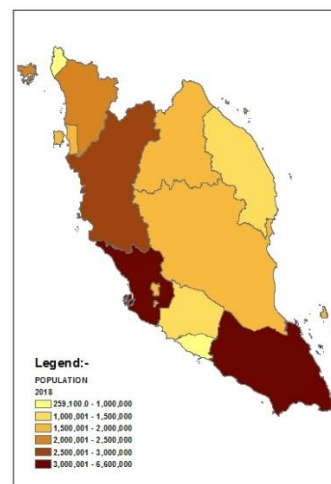 Legend:-
POPULATION
2018
259,100.0 - 1,000,000
1,000,001 - 1,500,000
1,500,001 - 2,000,000
2,000,001 - 2,500,000
2,500,001 - 3,000,000
3,000,001 - 6,600,000